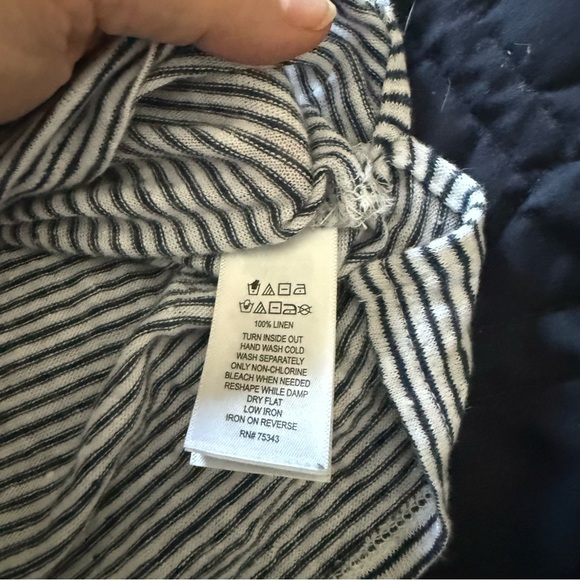 100% LINEN
TURN INSIDE OUT
HAND WASH COLD
WASH SEPARATELY
ONLY NON-CHLORINE
BLEACH WHEN NEEDED
RESHAPE WHILE DAMP
DRY FLAT
LOW IRON
IRON ON REVERSE
RN# 75343